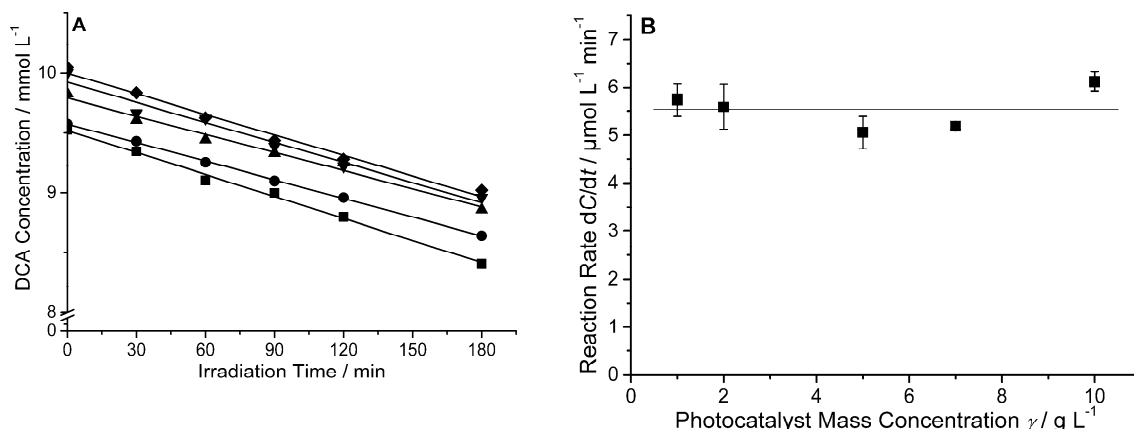 A
DCA Concentration / mmol L⁻¹
10
9
8
0
0 30 60 90 120 150 180
Irradiation Time / min
B
Reaction Rate dC/dt / µmol L⁻¹ min⁻¹
7
6
5
4
3
2
1
0
0 2 4 6 8 10
Photocatalyst Mass Concentration γ / g L⁻¹